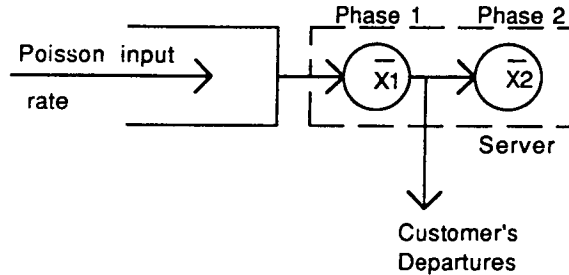 Phase 1 Phase 2
Poisson input
rate
X̅1
X̅2
Server
Customer's
Departures